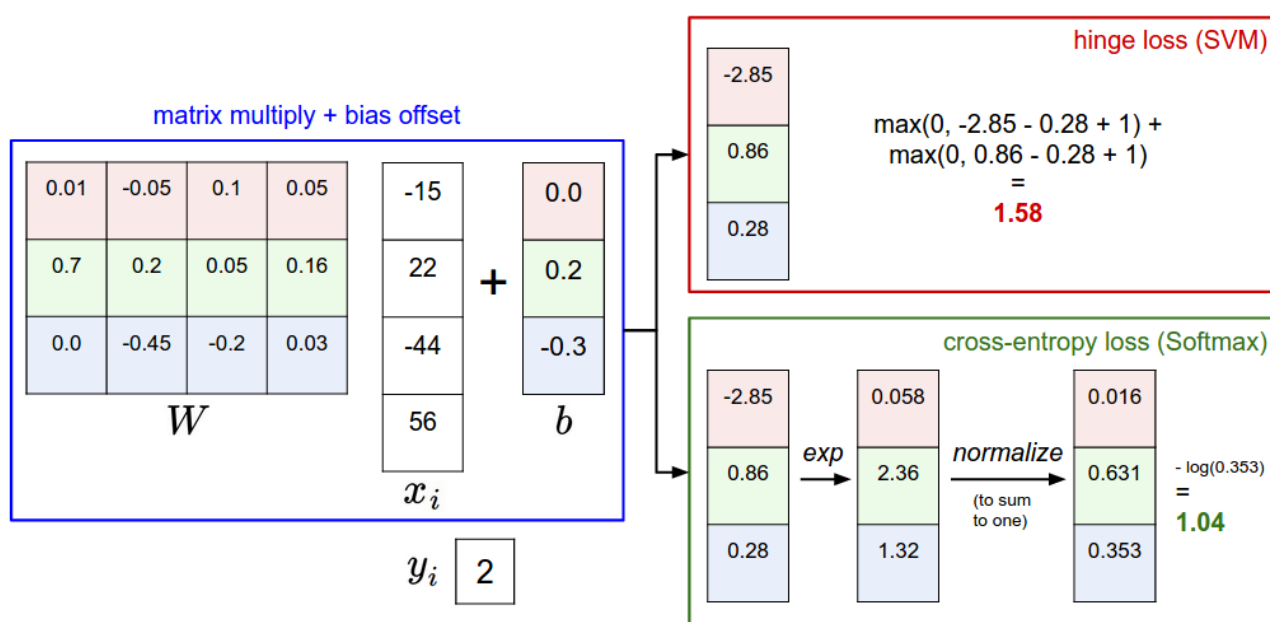 matrix multiply + bias offset
0.01 -0.05 0.1 0.05
0.7 0.2 0.05 0.16
0.0 -0.45 -0.2 0.03
W
-15
22
-44
56
x_i
+
0.0
0.2
-0.3
b
y_i 2
hinge loss (SVM)
-2.85
0.86
0.28
max(0, -2.85 - 0.28 + 1) +
max(0, 0.86 - 0.28 + 1)
=
1.58
cross-entropy loss (Softmax)
-2.85
0.86
0.28
exp
0.058
2.36
1.32
normalize
(to sum
to one)
0.016
0.631
0.353
- log(0.353)
=
1.04